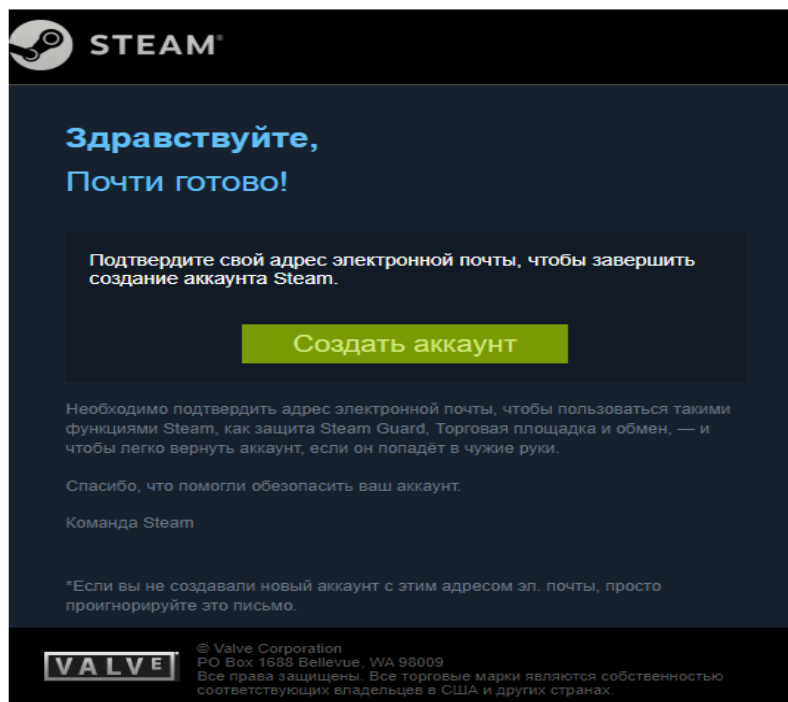 STEAM®
Здравствуйте,
Почти готово!
Подтвердите свой адрес электронной почты, чтобы завершить
создание аккаунта Steam.
Создать аккаунт
Необходимо подтвердить адрес электронной почты, чтобы пользоваться такими
функциями Steam, как защита Steam Guard, Торговая площадка и обмен, — и
чтобы легко вернуть аккаунт, если он попадёт в чужие руки.
Спасибо, что помогли обезопасить ваш аккаунт.
Команда Steam
*Если вы не создавали новый аккаунт с этим адресом эл. почты, просто
проигнорируйте это письмо.
VALVE
© Valve Corporation
PO Box 1688 Bellevue, WA 98009
Все права защищены. Все торговые марки являются собственностью
соответствующих владельцев в США и других странах.